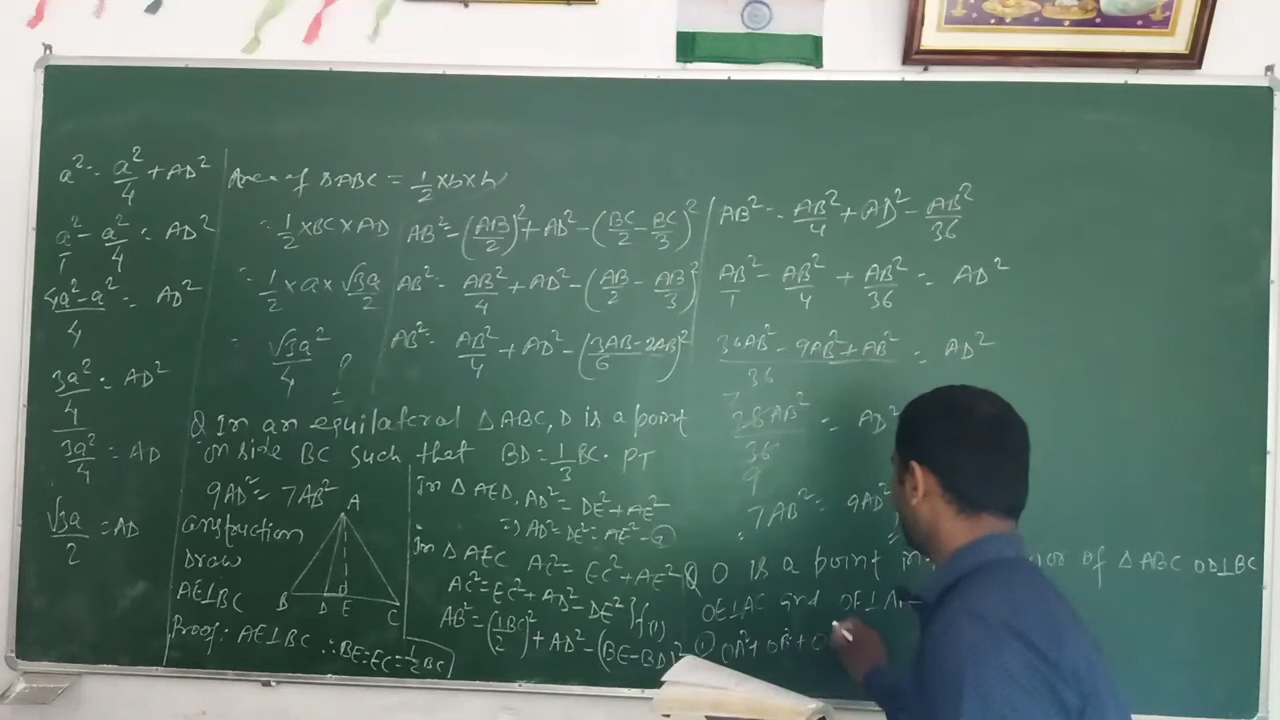 a² = a²/4 + AD²
a²/1 - a²/4 = AD²
4a² - a²/4 = AD²
3a²/4 = AD²
3a²/4 = AD
√3a/2 = AD
Area of ΔABC = 1/2 × b × h
= 1/2 × BC × AD
= 1/2 × a × √3a/2
= √3a²/4
Q In an equilateral ΔABC, D is a point
on side BC such that BD = 1/3 BC. PT
9AD² = 7AB²
Construction
Draw
AE⊥BC
Proof: AE⊥BC ∴ BE = EC = 1/2 BC
A
B D E C
In ΔAED, AD² = DE² + AE²
⇒ AD² - DE² = AE² - 2
In ΔAEC AC² = EC² + AE²
AC² = EC² + AD² - DE² } f(1)
AB² = (1BC/2)² + AD² - (BE - BD)²
AB² = (AB/2)² + AD² - (BC/2 - BC/3)²
AB² = AB²/4 + AD² - (AB/2 - AB/3)²
AB² = AB²/4 + AD² - (3AB - 2AB/6)²
AB² = AB²/4 + AD² - AB²/36
AB²/1 - AB²/4 + AB²/36 = AD²
36AB² - 9AB² + AB²/36 = AD²
7
28AB²/36 = AD²
9
∴ 7AB² = 9AD²
Q O is a point in of ΔABC OD⊥BC
OE⊥AC and OF⊥A
① OA² + OB² + O